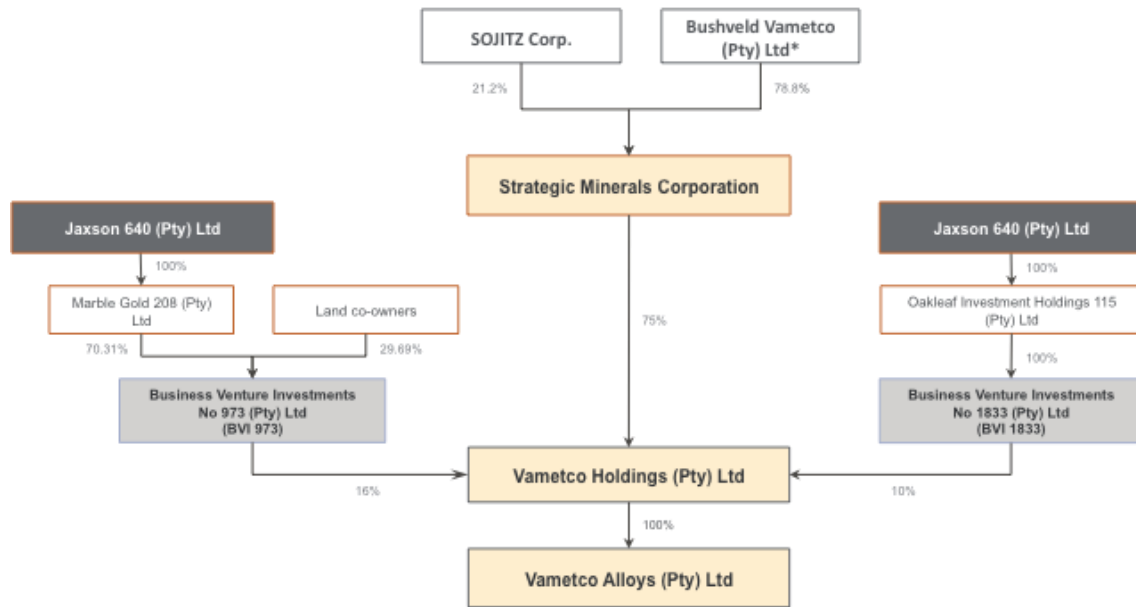 SOJITZ Corp.
Bushveld Vametco
(Pty) Ltd*
21.2%
78.8%
Strategic Minerals Corporation
Jaxson 640 (Pty) Ltd
Jaxson 640 (Pty) Ltd
100%
100%
Marble Gold 208 (Pty)
Ltd
Land co-owners
75%
Oakleaf Investment Holdings 115
(Pty) Ltd
70.31%
29.69%
100%
Business Venture Investments
No 973 (Pty) Ltd
(BVI 973)
Business Venture Investments
No 1833 (Pty) Ltd
(BVI 1833)
Vametco Holdings (Pty) Ltd
16%
10%
100%
Vametco Alloys (Pty) Ltd